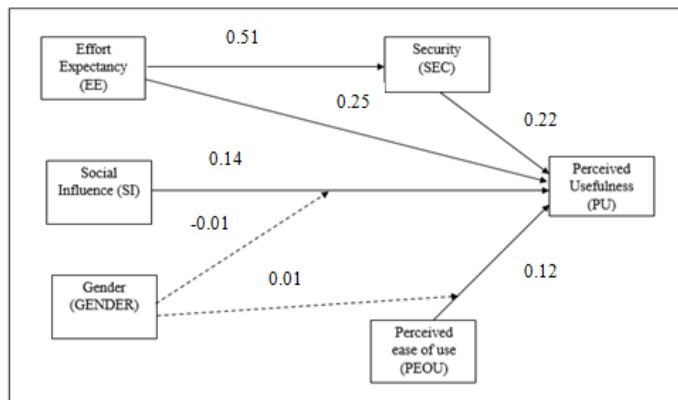 Effort
Expectancy
(EE)
0.51
Security
(SEC)
0.25
0.22
Social
Influence (SI)
0.14
Perceived
Usefulness
(PU)
-0.01
Gender
(GENDER)
0.01
0.12
Perceived
ease of use
(PEOU)